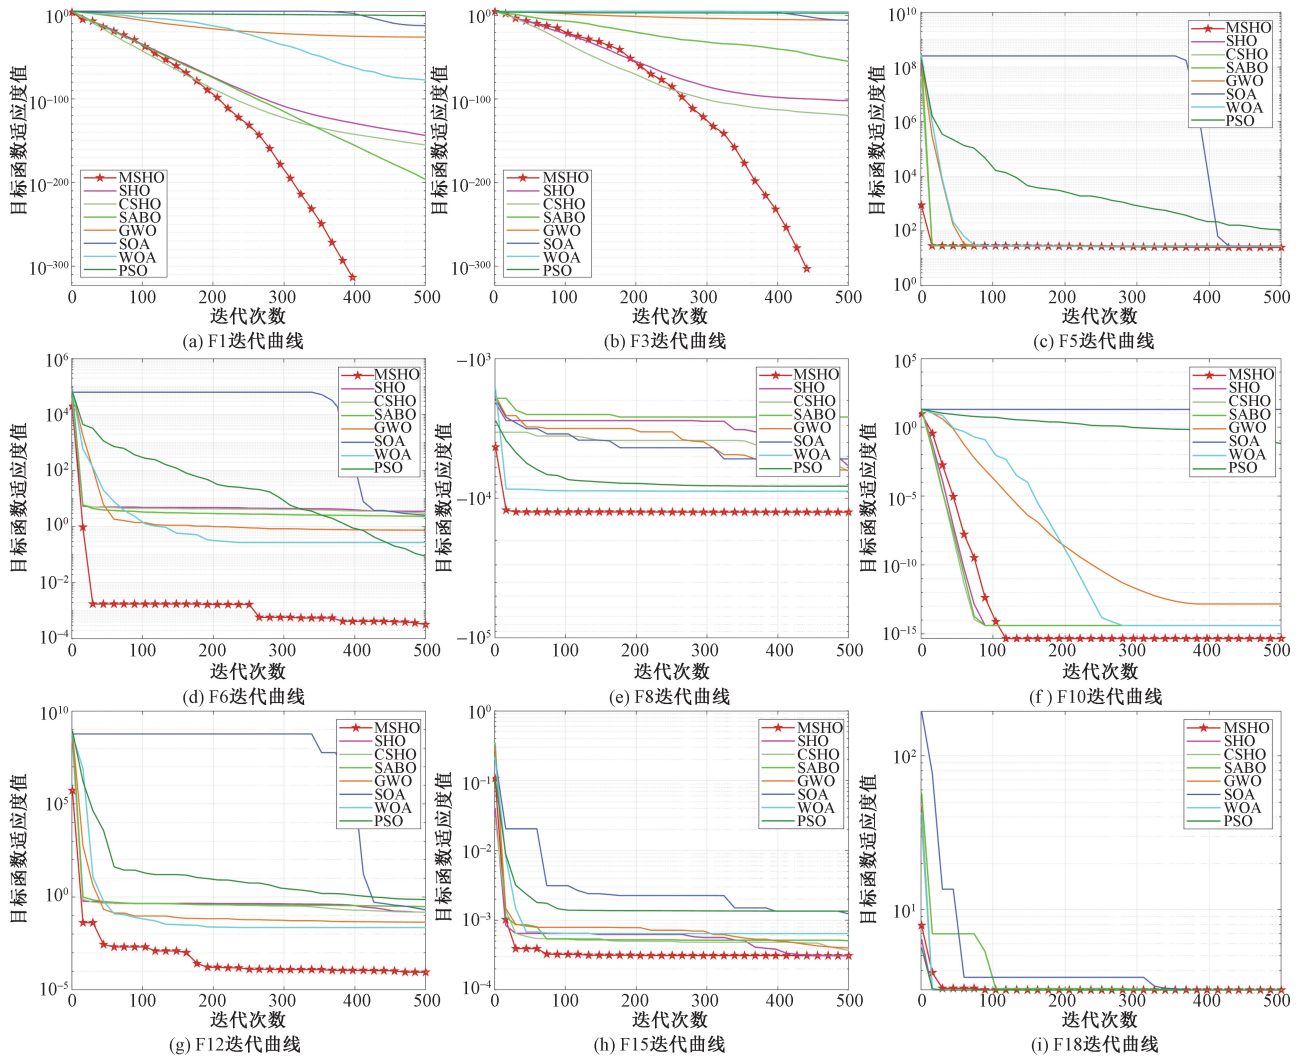 目标函数适应度值
10^0
10^-100
10^-200
10^-300
MSHO
SHO
CSHO
SABO
GWO
SOA
WOA
PSO
0 100 200 300 400 500
迭代次数
(a) F1迭代曲线
目标函数适应度值
10^0
10^-100
10^-200
10^-300
MSHO
SHO
CSHO
SABO
GWO
SOA
WOA
PSO
0 100 200 300 400 500
迭代次数
(b) F3迭代曲线
目标函数适应度值
10^10
10^8
10^6
10^4
10^2
10^0
MSHO
SHO
CSHO
SABO
GWO
SOA
WOA
PSO
0 100 200 300 400 500
迭代次数
(c) F5迭代曲线
目标函数适应度值
10^6
10^4
10^2
10^0
10^-2
10^-4
MSHO
SHO
CSHO
SABO
GWO
SOA
WOA
PSO
0 100 200 300 400 500
迭代次数
(d) F6迭代曲线
目标函数适应度值
-10^3
-10^4
-10^5
MSHO
SHO
CSHO
SABO
GWO
SOA
WOA
PSO
0 100 200 300 400 500
迭代次数
(e) F8迭代曲线
目标函数适应度值
10^5
10^0
10^-5
10^-10
10^-15
MSHO
SHO
CSHO
SABO
GWO
SOA
WOA
PSO
0 100 200 300 400 500
迭代次数
(f) F10迭代曲线
目标函数适应度值
10^10
10^5
10^0
10^-5
MSHO
SHO
CSHO
SABO
GWO
SOA
WOA
PSO
0 100 200 300 400 500
迭代次数
(g) F12迭代曲线
目标函数适应度值
10^0
10^-1
10^-2
10^-3
10^-4
MSHO
SHO
CSHO
SABO
GWO
SOA
WOA
PSO
0 100 200 300 400 500
迭代次数
(h) F15迭代曲线
目标函数适应度值
10^2
10^1
MSHO
SHO
CSHO
SABO
GWO
SOA
WOA
PSO
0 100 200 300 400 500
迭代次数
(i) F18迭代曲线